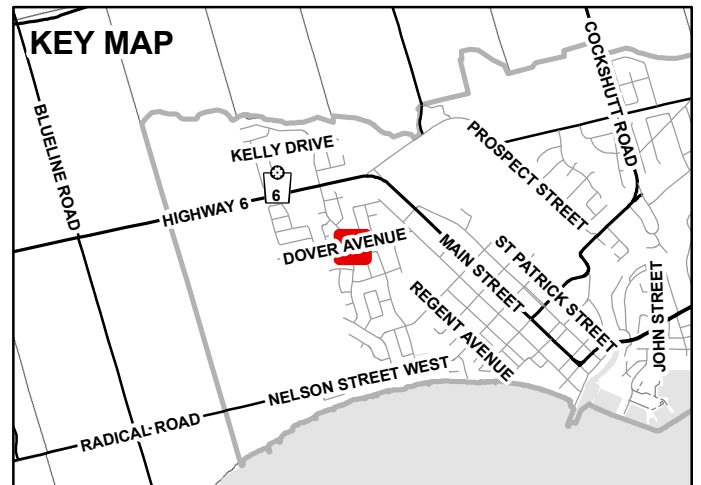 KEY MAP
BLUELINE ROAD
COCKSHUTT ROAD
KELLY DRIVE
PROSPECT STREET
6
HIGHWAY 6
DOVER AVENUE
MAIN STREET
ST PATRICK STREET
REGENT AVENUE
JOHN STREET
NELSON STREET WEST
RADICAL ROAD